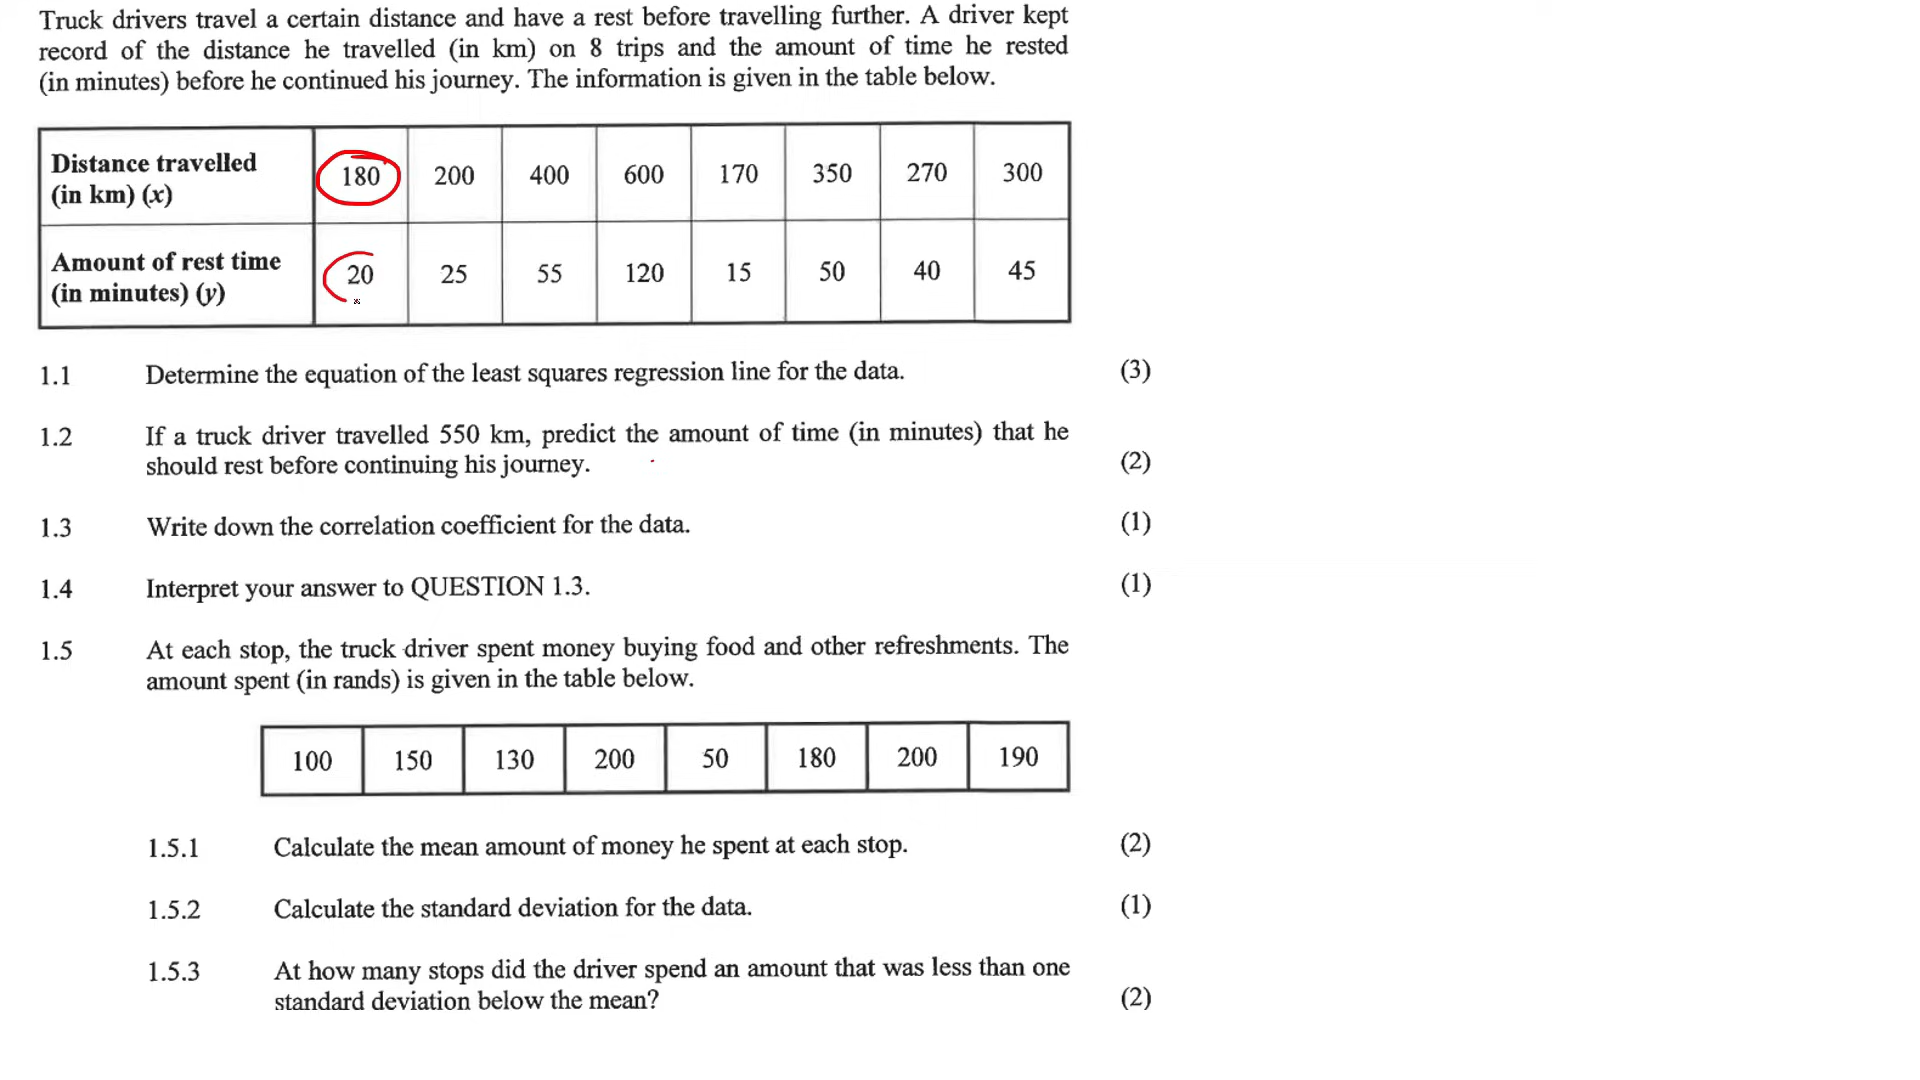 Truck drivers travel a certain distance and have a rest before travelling further. A driver kept
record of the distance he travelled (in km) on 8 trips and the amount of time he rested
(in minutes) before he continued his journey. The information is given in the table below.
Distance travelled
(in km) (x)
180 200 400 600 170 350 270 300
Amount of rest time
(in minutes) (y)
20 25 55 120 15 50 40 45
1.1 Determine the equation of the least squares regression line for the data. (3)
1.2 If a truck driver travelled 550 km, predict the amount of time (in minutes) that he
should rest before continuing his journey. (2)
1.3 Write down the correlation coefficient for the data. (1)
1.4 Interpret your answer to QUESTION 1.3. (1)
1.5 At each stop, the truck driver spent money buying food and other refreshments. The
amount spent (in rands) is given in the table below.
100 150 130 200 50 180 200 190
1.5.1 Calculate the mean amount of money he spent at each stop. (2)
1.5.2 Calculate the standard deviation for the data. (1)
1.5.3 At how many stops did the driver spend an amount that was less than one
standard deviation below the mean? (2)